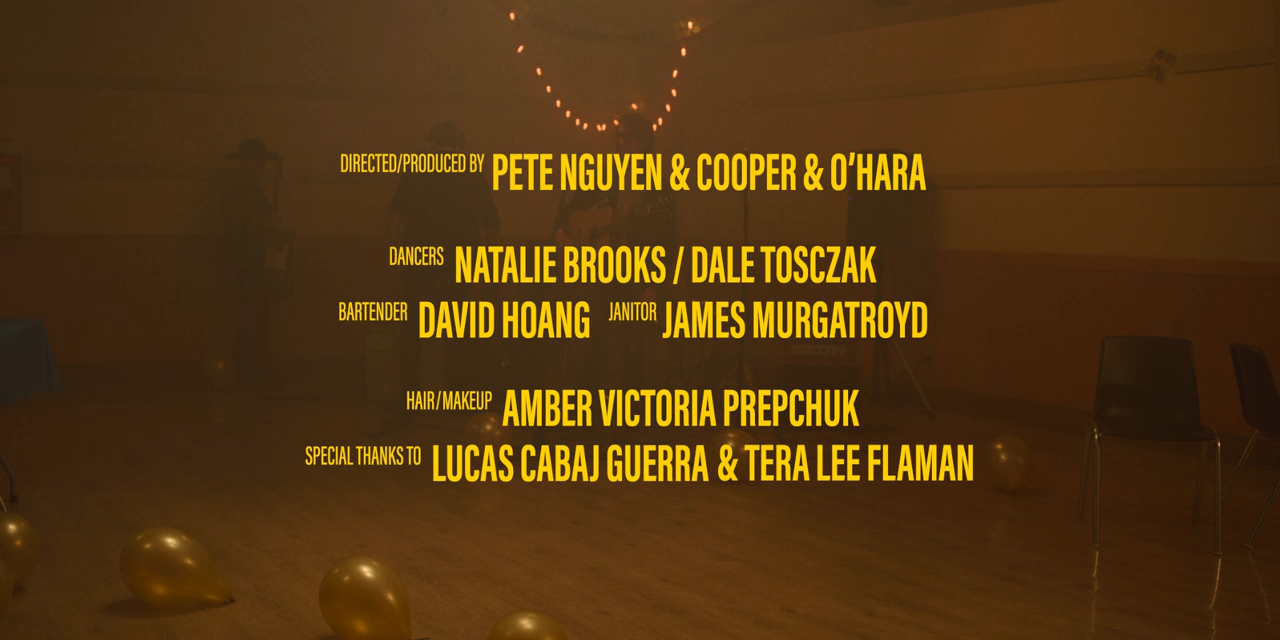 DIRECTED/PRODUCED BY PETE NGUYEN & COOPER & O'HARA
DANCERS NATALIE BROOKS / DALE TOSCZAK
BARTENDER DAVID HOANG JANITOR JAMES MURGATROYD
HAIR/MAKEUP AMBER VICTORIA PREPCHUK
SPECIAL THANKS TO LUCAS CABAJ GUERRA & TERA LEE FLAMAN